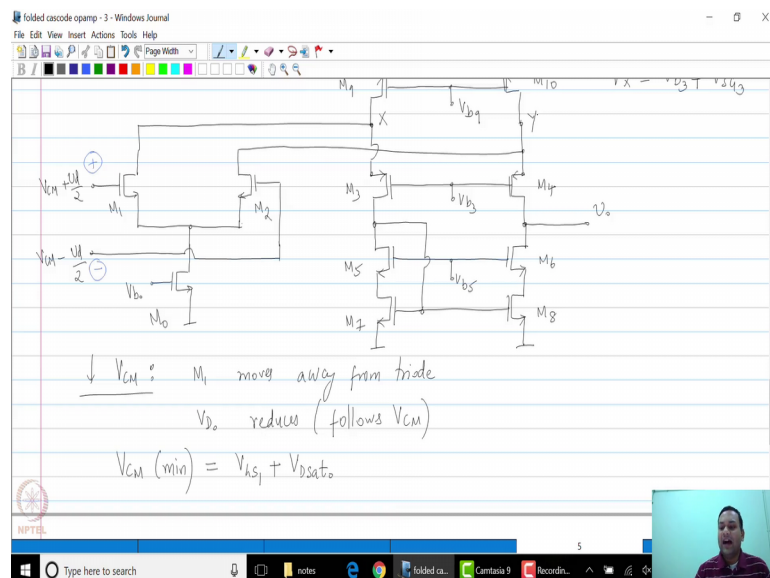 folded cascode opamp - 3 - Windows Journal
File Edit View Insert Actions Tools Help
Page Width
B I
M9
M10
Vb9
X
Y
VX = Vb3 + VSG3
VCM + Vd/2
+
M1
M2
M3
Vb3
M4
Vo
VCM - Vd/2
-
M5
Vb5
M6
Vb0
M0
M7
M8
↓ VCM : M1 moves away from triode
VD0 reduces (follows VCM)
VCM (min) = VGS1 + VDsat0
NPTEL
5
Type here to search
notes
folded ca...
Camtasia 9
Recordin...